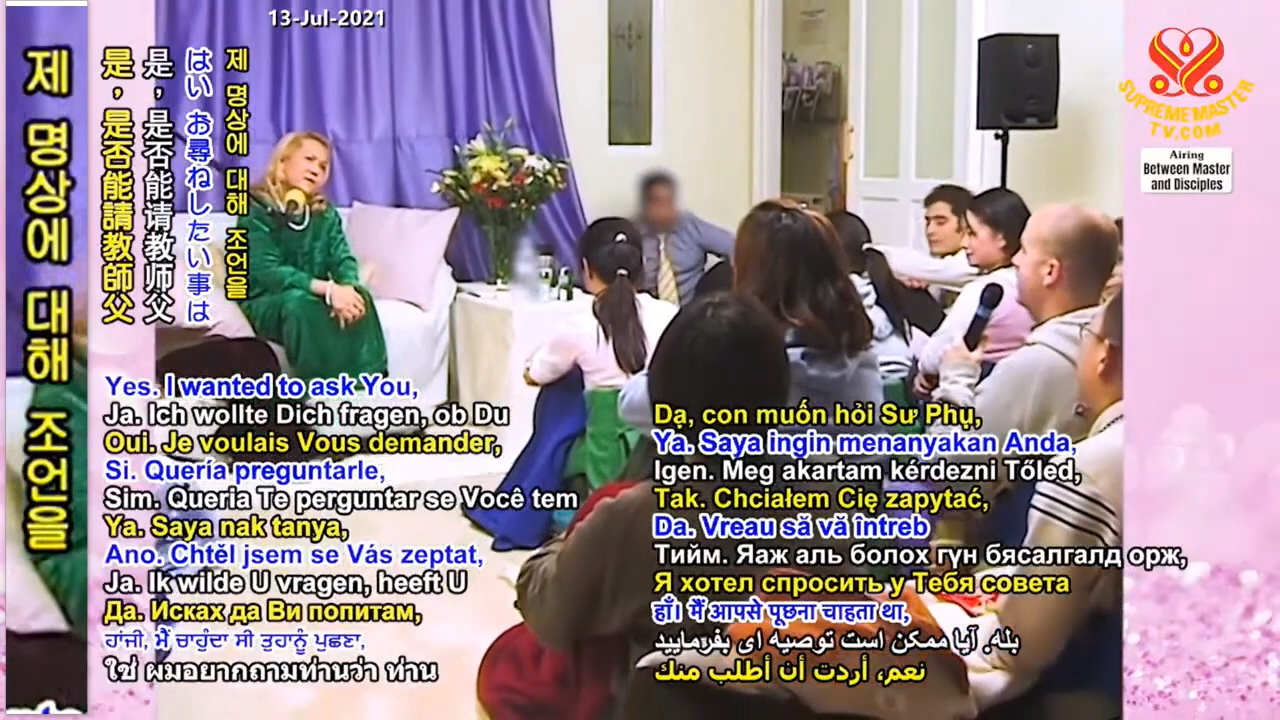 13-Jul-2021
SUPREME MASTER
TV.COM
Airing
Between Master
and Disciples
제 명상에 대해 조언을
제 명상에 대해 조언을
はい お尋ねしたい事は
是，是否能请教师父
是，是否能請教師父
Yes. I wanted to ask You,
Ja. Ich wollte Dich fragen, ob Du
Oui. Je voulais Vous demander,
Si. Quería preguntarle,
Sim. Queria Te perguntar se Você tem
Ya. Saya nak tanya,
Ano. Chtěl jsem se Vás zeptat,
Ja. Ik wilde U vragen, heeft U
Да. Исках да Ви попитам,
ਹਾਂਜੀ, ਮੈਂ ਚਾਹੁੰਦਾ ਸੀ ਤੁਹਾਨੂੰ ਪੁਛਣਾ,
ใช่ ผมอยากถามท่านว่า ท่าน
Dạ, con muốn hỏi Sư Phụ,
Ya. Saya ingin menanyakan Anda,
Igen. Meg akartam kérdezni Tőled,
Tak. Chciałem Cię zapytać,
Da. Vreau să vă întreb
Тийм. Яаж аль болох гүн бясалгалд орж,
Я хотел спросить у Тебя совета
हाँ। मैं आपसे पूछना चाहता था,
بله. آیا ممکن است توصیه ای بفرمایید
نعم، أردت أن أطلب منك